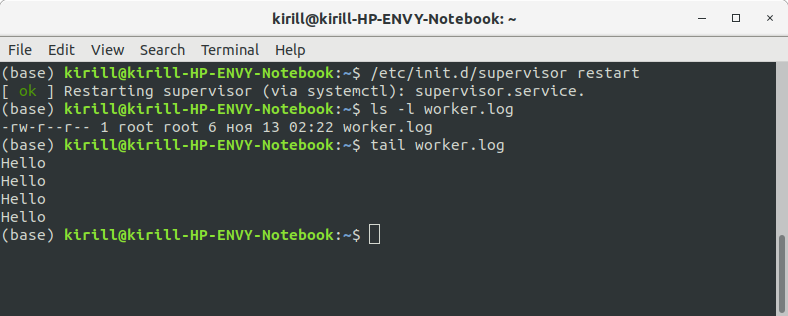 kirill@kirill-HP-ENVY-Notebook: ~
File Edit View Search Terminal Help
(base) kirill@kirill-HP-ENVY-Notebook:~$ /etc/init.d/supervisor restart
[ ok ] Restarting supervisor (via systemctl): supervisor.service.
(base) kirill@kirill-HP-ENVY-Notebook:~$ ls -l worker.log
-rw-r--r-- 1 root root 6 ноя 13 02:22 worker.log
(base) kirill@kirill-HP-ENVY-Notebook:~$ tail worker.log
Hello
Hello
Hello
Hello
(base) kirill@kirill-HP-ENVY-Notebook:~$